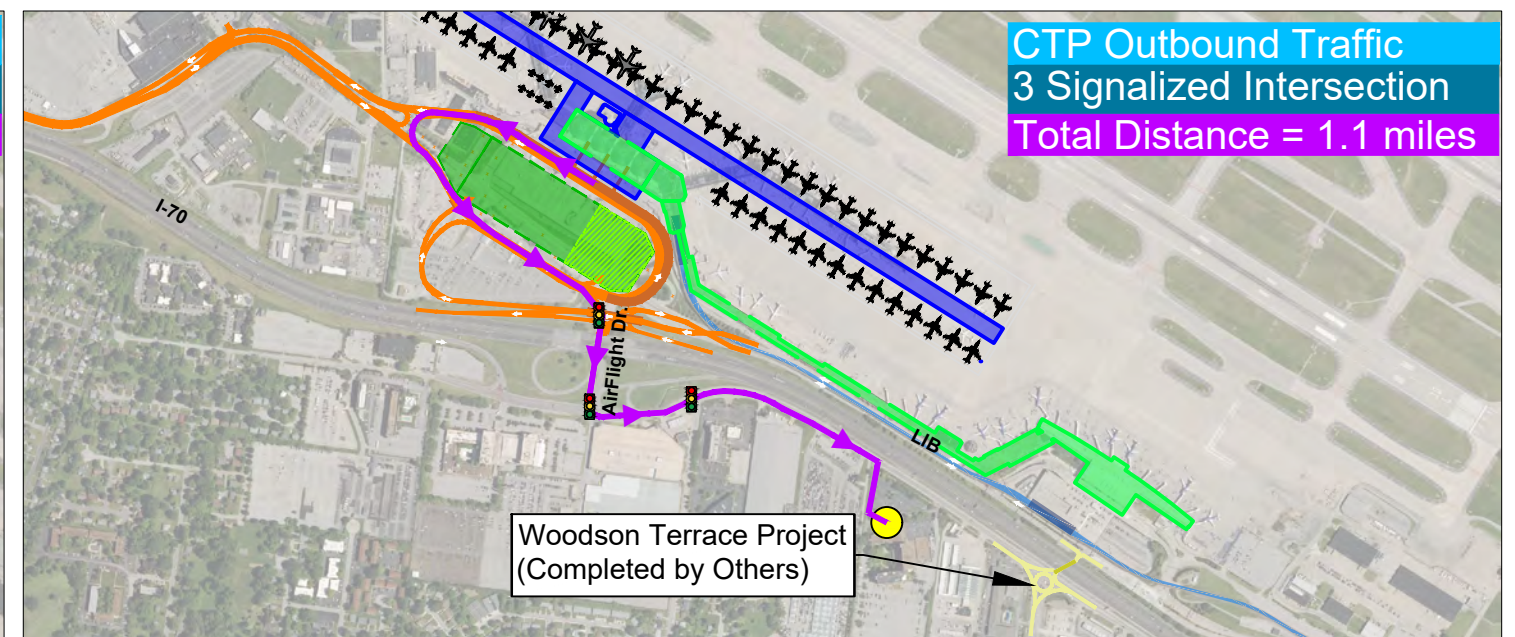 CTP Outbound Traffic
3 Signalized Intersection
Total Distance = 1.1 miles
I-70
AirFlight Dr.
LIB
Woodson Terrace Project
(Completed by Others)